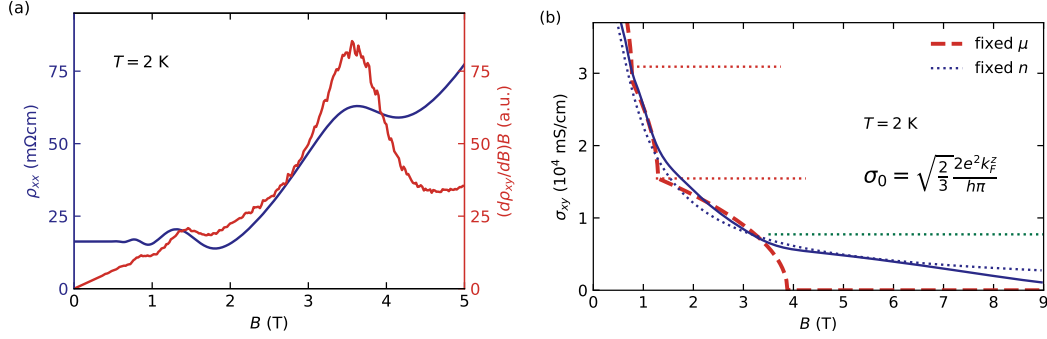 (a)
T = 2 K
ρxx (mΩcm)
75
50
25
0
0 1 2 3 4 5
B (T)
75
50
25
0
(dρxy/dB)B (a.u.)
(b)
fixed μ
fixed n
T = 2 K
σ₀ = √(2/3) 2e²k_F^z/hπ
σxy (10⁴ mS/cm)
3
2
1
0
0 1 2 3 4 5 6 7 8 9
B (T)